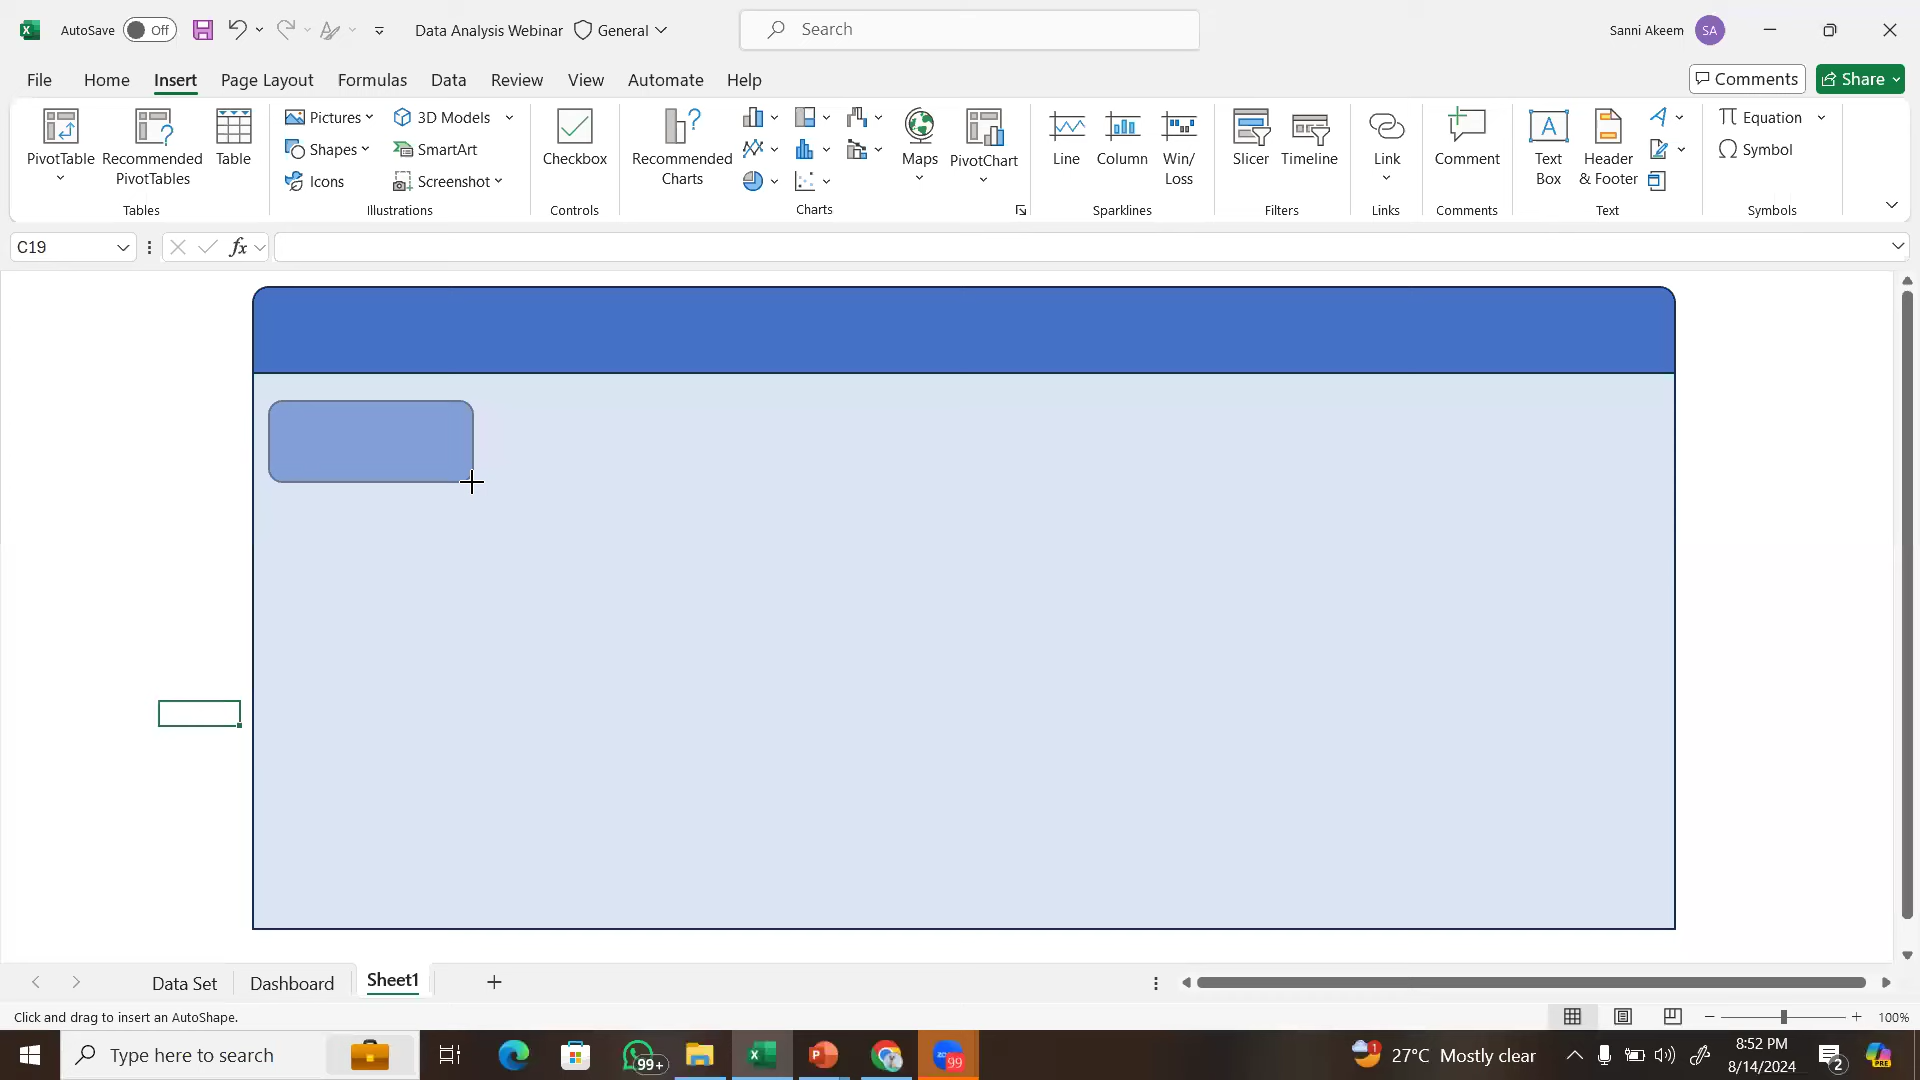 AutoSave Off Data Analysis Webinar General Search Sanni Akeem SA
File Home Insert Page Layout Formulas Data Review View Automate Help Comments Share
PivotTable
Recommended
PivotTables
Table
Tables
Pictures
Shapes
Icons
3D Models
SmartArt
Screenshot
Illustrations
Checkbox
Controls
Recommended
Charts
Maps
PivotChart
Charts
Line
Column
Win/
Loss
Sparklines
Slicer
Timeline
Filters
Link
Links
Comment
Comments
Text
Box
Header
& Footer
Text
Equation
Symbol
Symbols
C19 fx
Data Set Dashboard Sheet1
Click and drag to insert an AutoShape. 100%
Type here to search 99+ 99 27°C Mostly clear 8:52 PM
8/14/2024 2 PRE